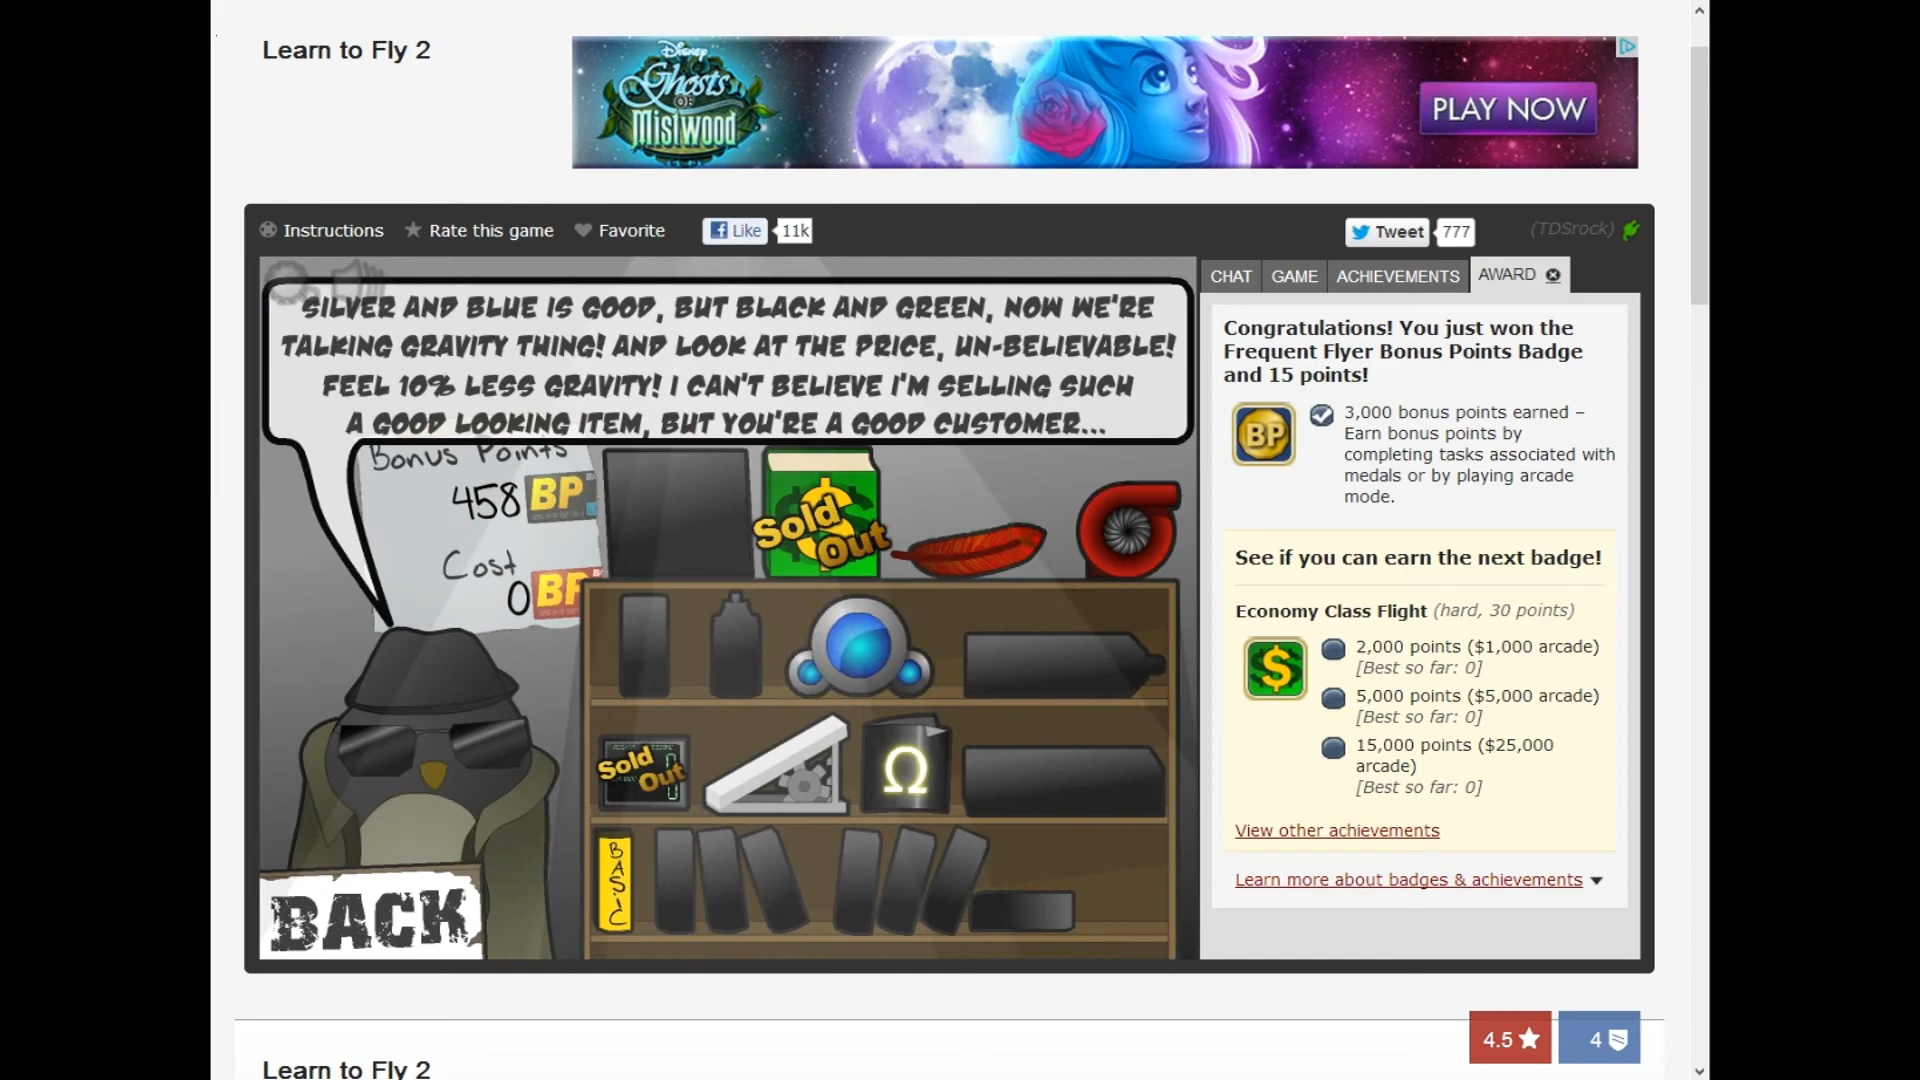 Learn to Fly 2
Disney
Ghosts
OF
Mistwood
PLAY NOW
Instructions
Rate this game
Favorite
Like
11k
Tweet
777
(TDSrock)
SILVER AND BLUE IS GOOD, BUT BLACK AND GREEN, NOW WE'RE
TALKING GRAVITY THING! AND LOOK AT THE PRICE, UN-BELIEVABLE!
FEEL 10% LESS GRAVITY! I CAN'T BELIEVE I'M SELLING SUCH
A GOOD LOOKING ITEM, BUT YOU'RE A GOOD CUSTOMER...
Bonus Points
458 BP
Cost
0 BP
Sold
Out
Sold
Out
Ω
BASIC
BACK
CHAT
GAME
ACHIEVEMENTS
AWARD
Congratulations! You just won the
Frequent Flyer Bonus Points Badge
and 15 points!
BP
3,000 bonus points earned –
Earn bonus points by
completing tasks associated with
medals or by playing arcade
mode.
See if you can earn the next badge!
Economy Class Flight (hard, 30 points)
$
2,000 points ($1,000 arcade)
[Best so far: 0]
5,000 points ($5,000 arcade)
[Best so far: 0]
15,000 points ($25,000
arcade)
[Best so far: 0]
View other achievements
Learn more about badges & achievements
4.5
4
Learn to Fly 2